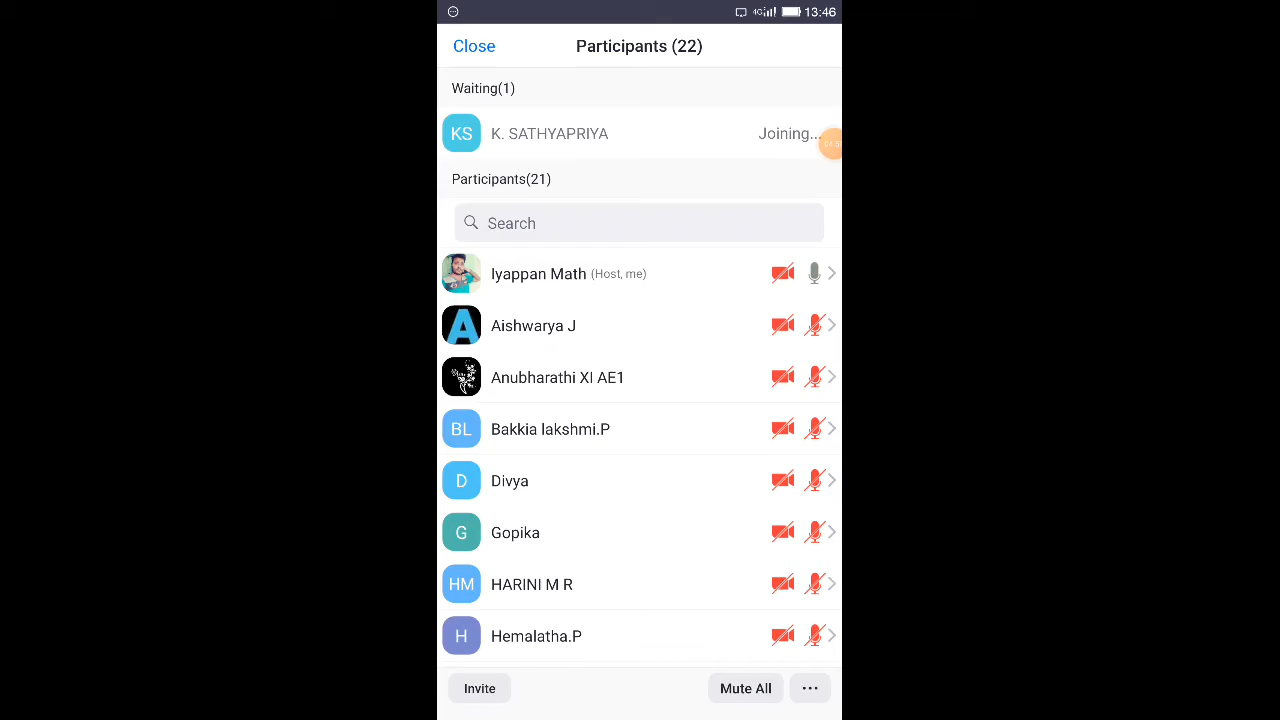 4G 13:46
Close Participants (22)
Waiting(1)
KS K. SATHYAPRIYA Joining...
Participants(21)
Search
Iyappan Math (Host, me)
A Aishwarya J
Anubharathi XI AE1
BL Bakkia lakshmi.P
D Divya
G Gopika
HM HARINI M R
H Hemalatha.P
Invite Mute All ...